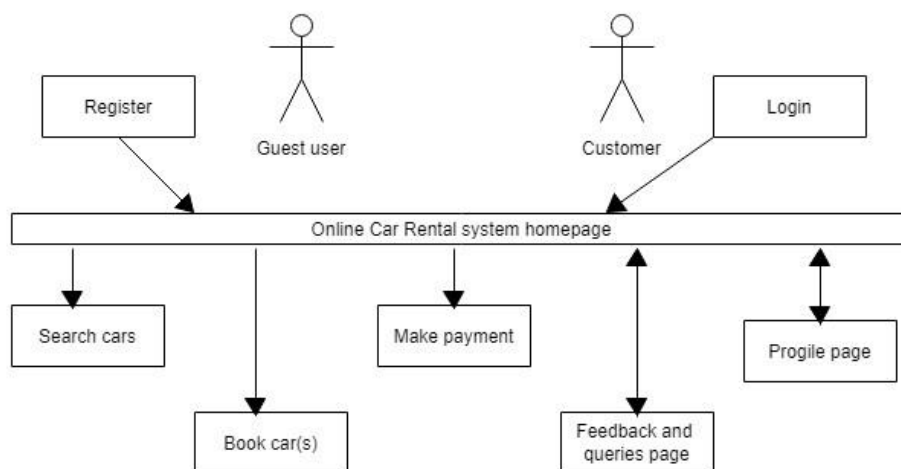 Register
Login
Guest user
Customer
Online Car Rental system homepage
Search cars
Make payment
Progile page
Book car(s)
Feedback and
queries page